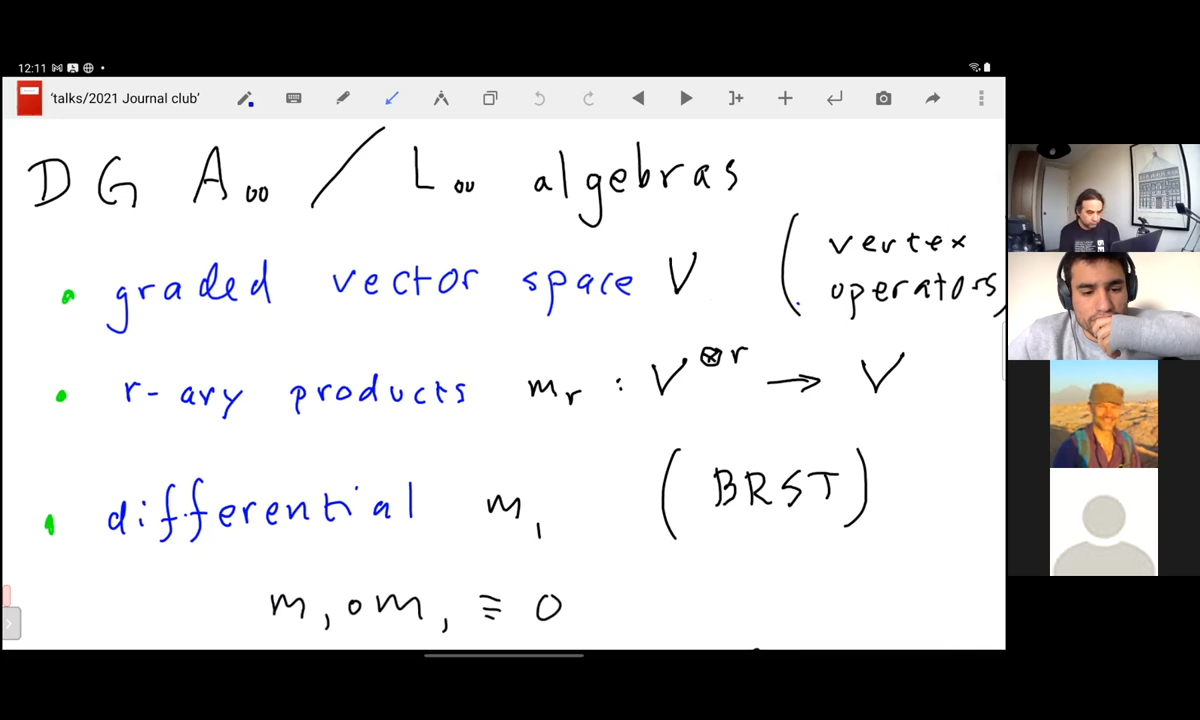 12:11
'talks/2021 Journal club'
DG A∞ / L∞ algebras
• graded vector space V (vertex operators)
• r-ary products mᵣ : V^⊗r → V
• differential m₁ (BRST)
m₁ ∘ m₁ ≡ 0